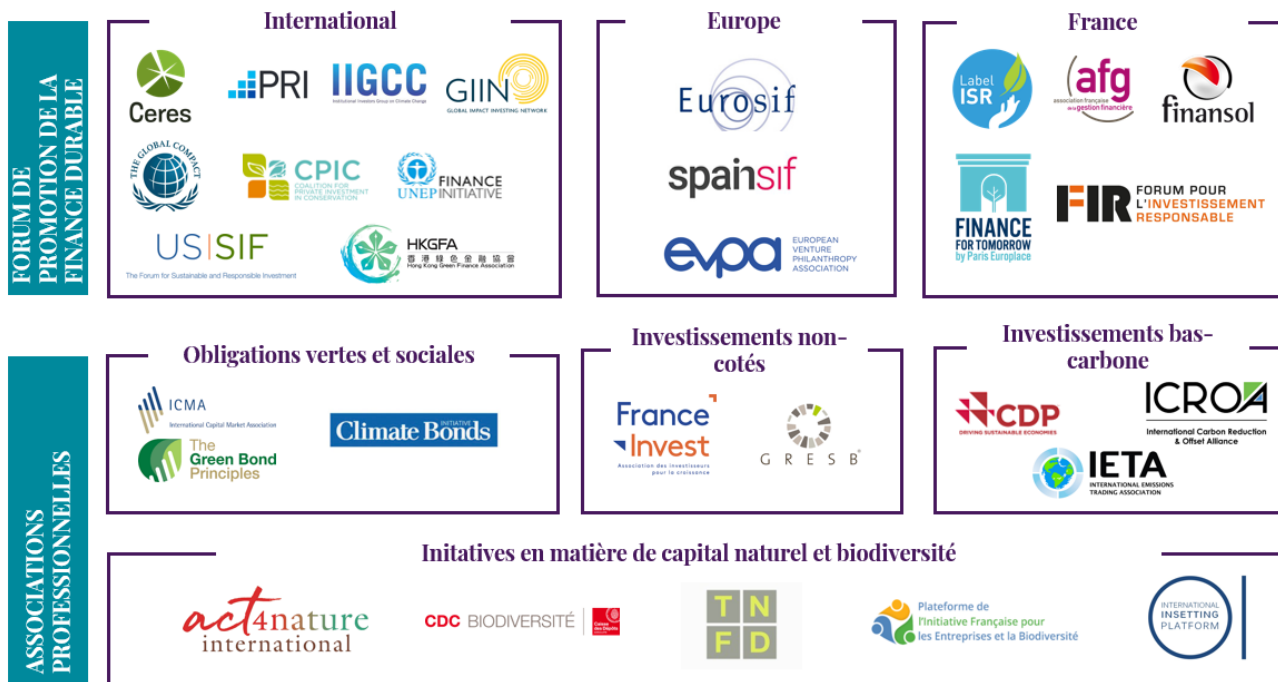 FORUM DE
PROMOTION DE LA
FINANCE DURABLE
International
Ceres
PRI
IIGCC
Institutional Investors Group on Climate Change
GIIN
GLOBAL IMPACT INVESTING NETWORK
THE GLOBAL COMPACT
CPIC
COALITION FOR
PRIVATE INVESTMENT
IN CONSERVATION
UNEP
FINANCE
INITIATIVE
US|SIF
The Forum for Sustainable and Responsible Investment
HKGFA
香港綠色金融協會
Hong Kong Green Finance Association
Europe
Eurosif
spainsif
evpa
EUROPEAN
VENTURE
PHILANTHROPY
ASSOCIATION
France
Label
ISR
afg
association française
de la gestion financière
finansol
FINANCE
FOR TOMORROW
by Paris Europlace
FIR
FORUM POUR
L'INVESTISSEMENT
RESPONSABLE
ASSOCIATIONS
PROFESSIONNELLES
Obligations vertes et sociales
ICMA
International Capital Market Association
The
Green Bond
Principles
Climate Bonds
INITIATIVE
Investissements non-
cotés
France
Invest
Association des investisseurs
pour la croissance
GRESB
Investissements bas-
carbone
CDP
DRIVING SUSTAINABLE ECONOMIES
ICROA
International Carbon Reduction
& Offset Alliance
IETA
INTERNATIONAL EMISSIONS
TRADING ASSOCIATION
Initatives en matière de capital naturel et biodiversité
act4nature
international
CDC BIODIVERSITÉ
Caisse
des Dépôts
TN
FD
Plateforme de
l'Initiative Française pour
les Entreprises et la Biodiversité
INTERNATIONAL
INSETTING
PLATFORM